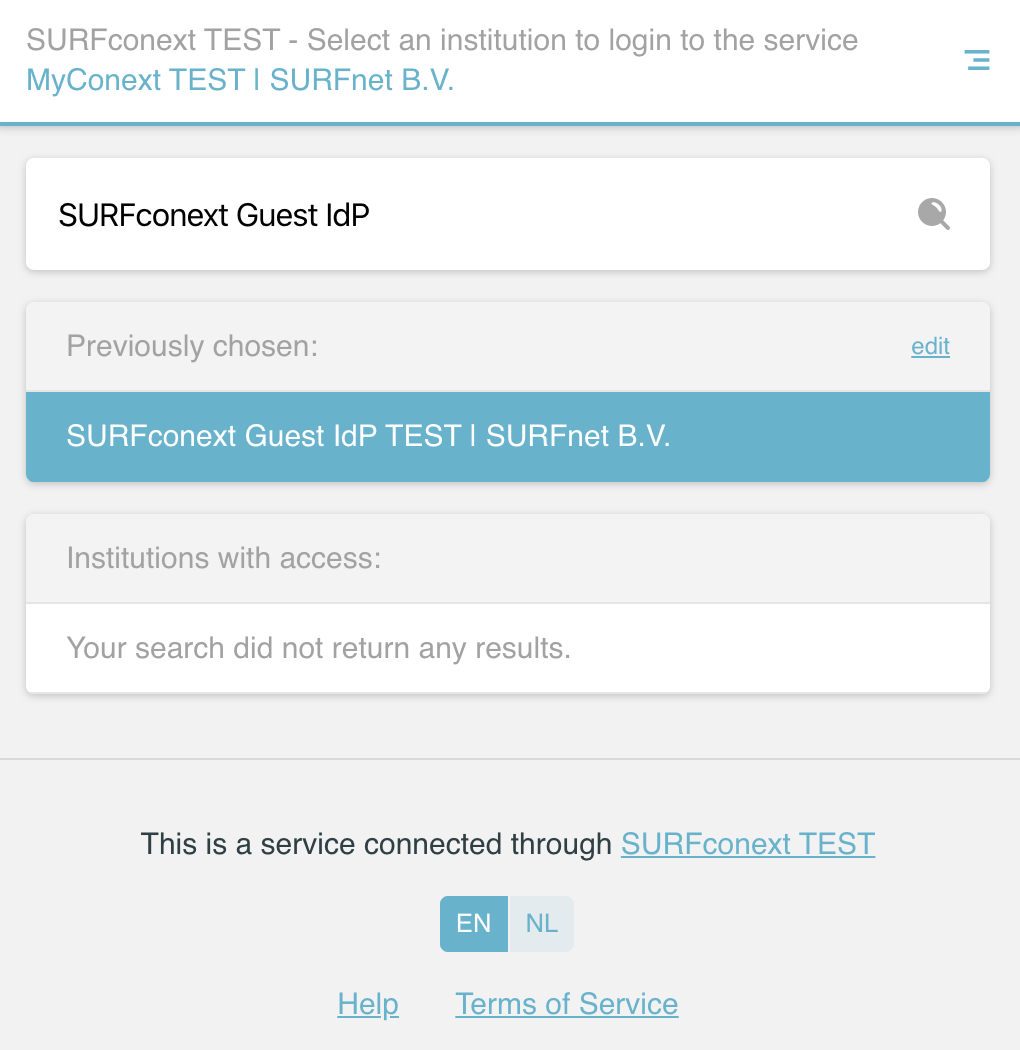 SURFconext TEST - Select an institution to login to the service
MyConext TEST | SURFnet B.V.
SURFconext Guest IdP
Previously chosen:
edit
SURFconext Guest IdP TEST | SURFnet B.V.
Institutions with access:
Your search did not return any results.
This is a service connected through SURFconext TEST
EN NL
Help Terms of Service